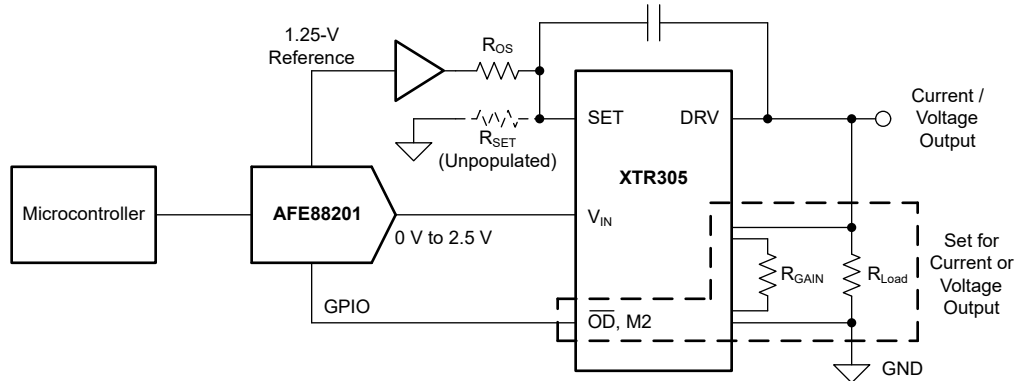 1.25-V
Reference
R_OS
R_SET
(Unpopulated)
SET
DRV
Current /
Voltage
Output
XTR305
Microcontroller
AFE88201
V_IN
0 V to 2.5 V
R_GAIN
R_Load
Set for
Current or
Voltage
Output
GPIO
O̅D̅, M2
GND